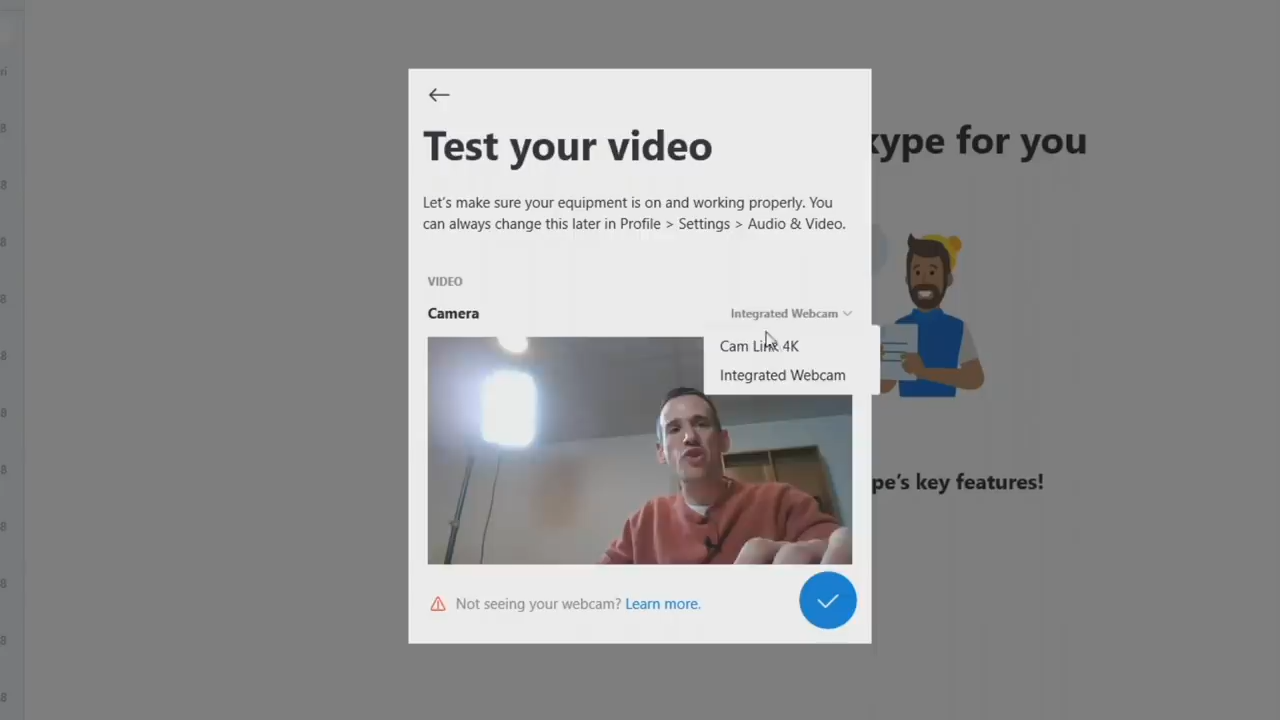 Test your video
Let's make sure your equipment is on and working properly. You
can always change this later in Profile > Settings > Audio & Video.
VIDEO
Camera
Integrated Webcam
Cam Link 4K
Integrated Webcam
Not seeing your webcam? Learn more.
kype for you
pe's key features!